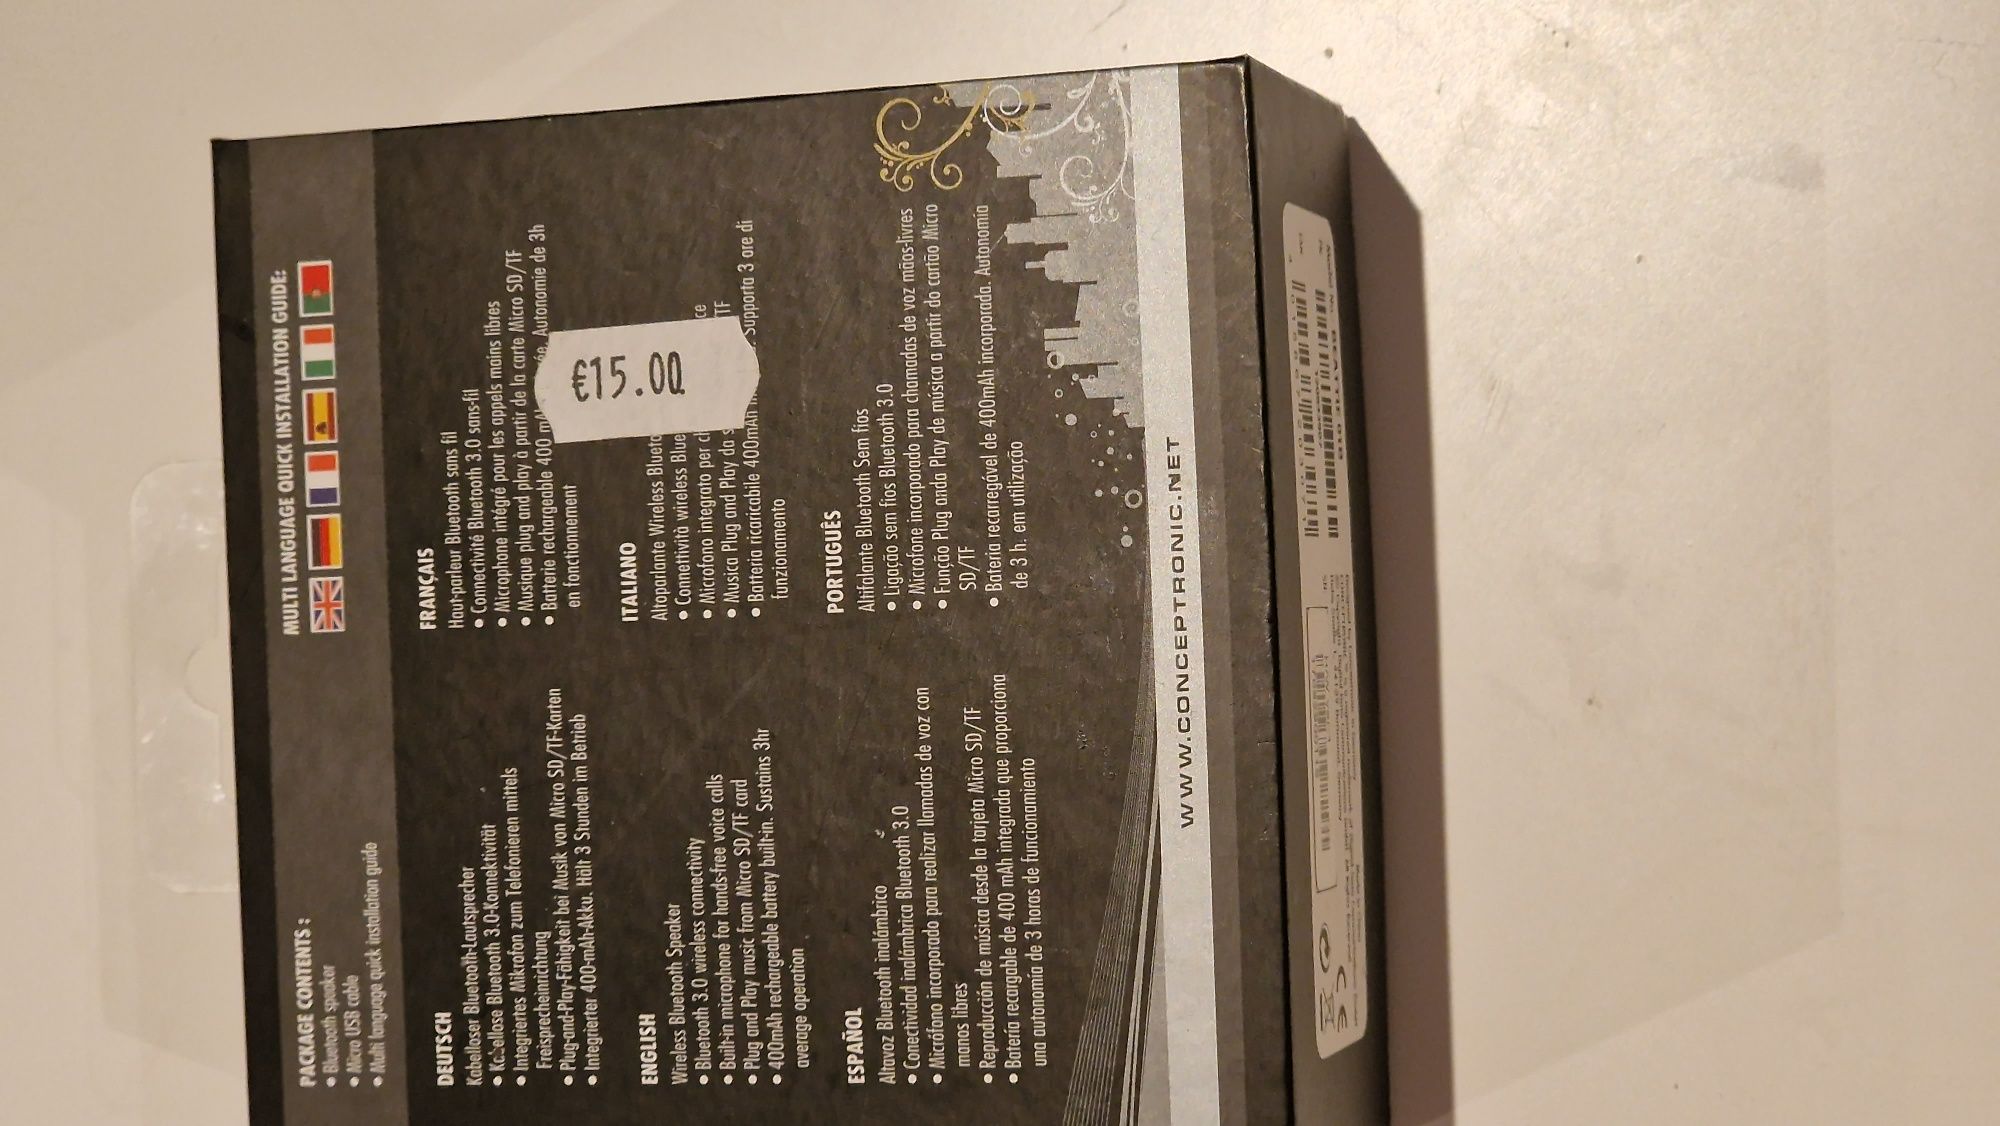 PACKAGE CONTENTS :
• Bluetooth speaker
• Micro USB cable
• Multi language quick installation guide
MULTI LANGUAGE QUICK INSTALLATION GUIDE:
DEUTSCH
Kabelloser Bluetooth-Lautsprecher
• Kabellose Bluetooth 3.0-Konnektivität
• Integriertes Mikrofon zum Telefonieren mittels
Freisprecheinrichtung
• Plug-and-Play-Fähigkeit bei Musik von Micro SD/TF-Karten
• Integrierter 400-mAh-Akku. Hält 3 Stunden im Betrieb
ENGLISH
Wireless Bluetooth Speaker
• Bluetooth 3.0 wireless connectivity
• Built-in microphone for hands-free voice calls
• Plug and Play music from Micro SD/TF card
• 400mAh rechargeable battery built-in. Sustains 3hr
average operation
ESPAÑOL
Altavoz Bluetooth inalámbrico
• Conectividad inalámbrica Bluetooth 3.0
• Micrófono incorporado para realizar llamadas de voz con
manos libres
• Reproducción de música desde la tarjeta Micro SD/TF
• Batería recargable de 400 mAh integrada que proporciona
una autonomía de 3 horas de funcionamiento
FRANÇAIS
Haut-parleur Bluetooth sans fil
• Connectivité Bluetooth 3.0 sans-fil
• Microphone intégré pour les appels mains libres
• Musique plug and play à partir de la carte Micro SD/TF
• Batterie rechargeable 400 Autonomie de 3h
en fonctionnement
€15.00
ITALIANO
Altoparlante Wireless
• Connettività wireless
• Microfono integrato per
• Musica Plug and Play da TF
• Batteria ricaricabile 400mAh Supporta 3 ore di
funzionamento
PORTUGUÊS
Altifalante Bluetooth Sem fios
• Ligação sem fios Bluetooth 3.0
• Microfone incorporado para chamadas de voz mãos-livres
• Função Plug anda Play de música a partir do cartão Micro
SD/TF
• Bateria recarregável de 400mAh incorporada. Autonomia
de 3 h. em utilização
WWW.CONCEPTRONIC.NET
CE